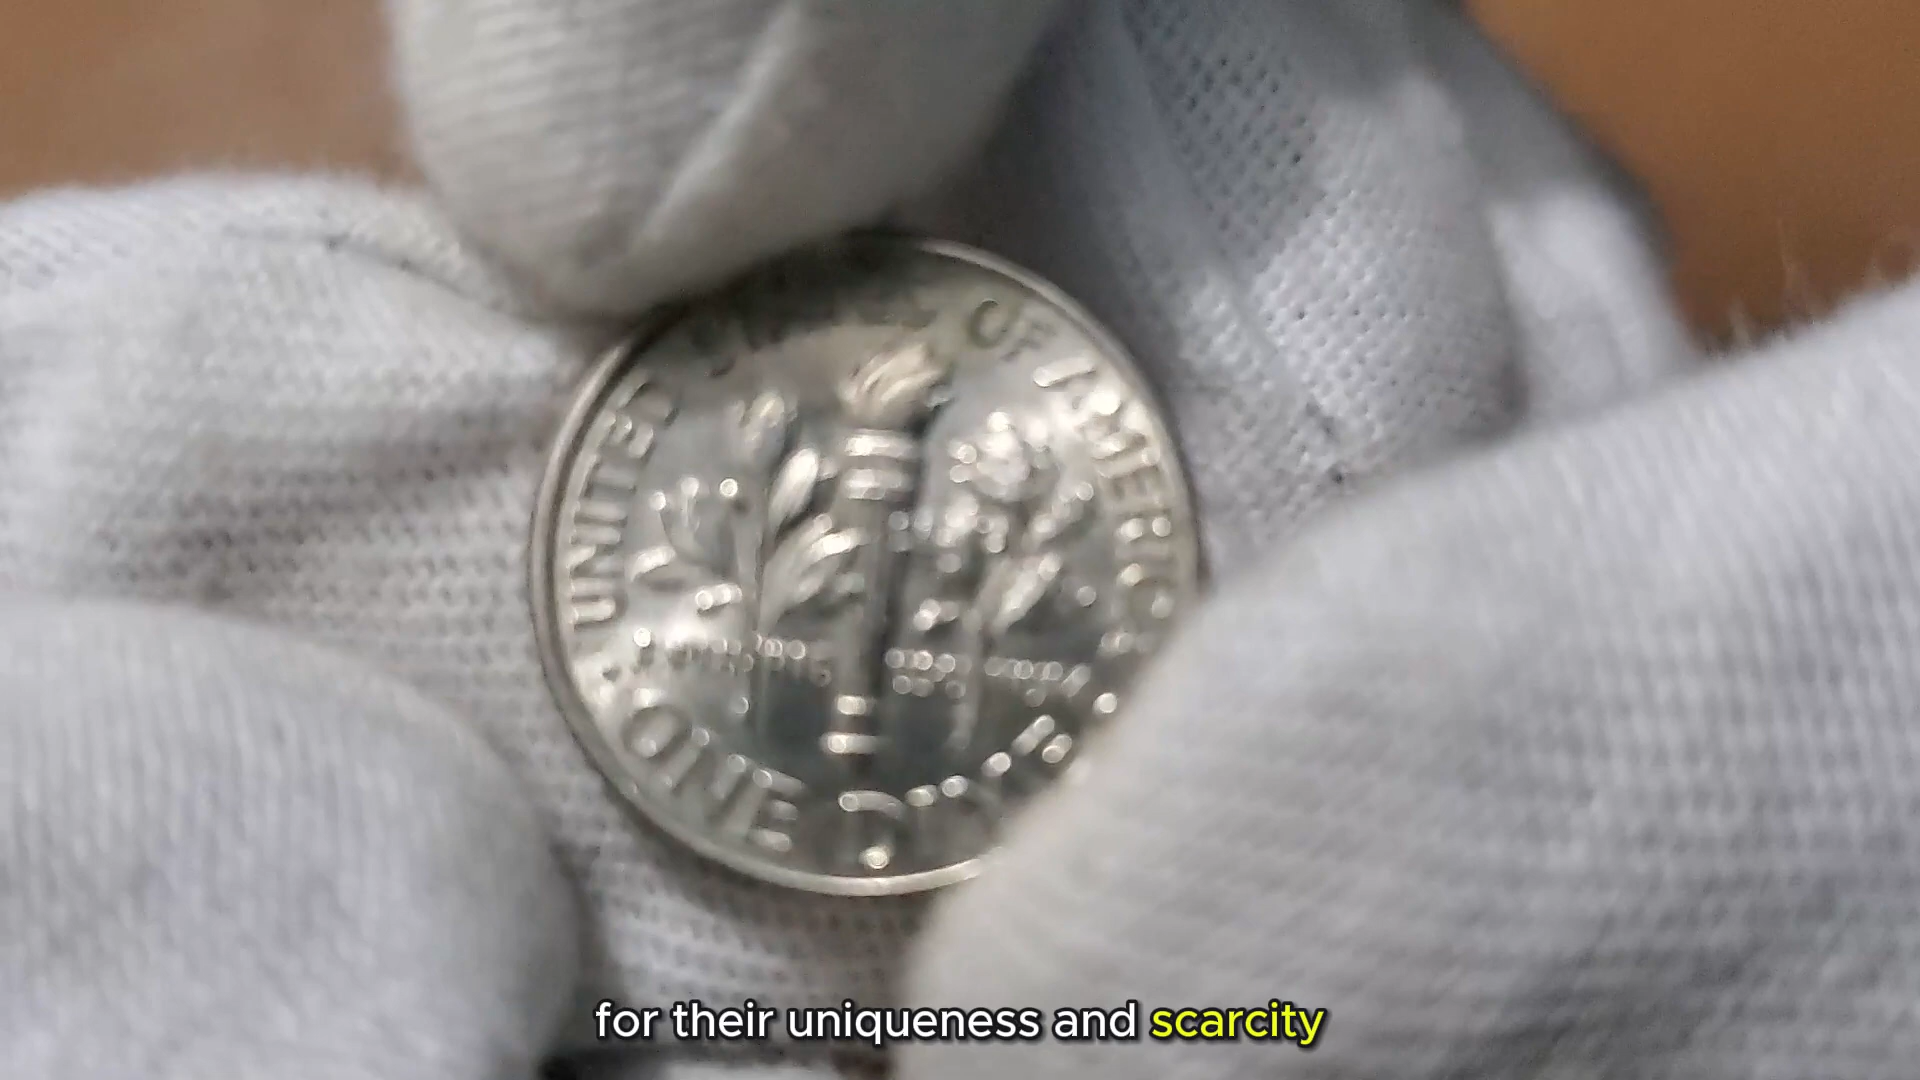 UNITED STATES OF AMERICA
ONE DIME
for their uniqueness and scarcity